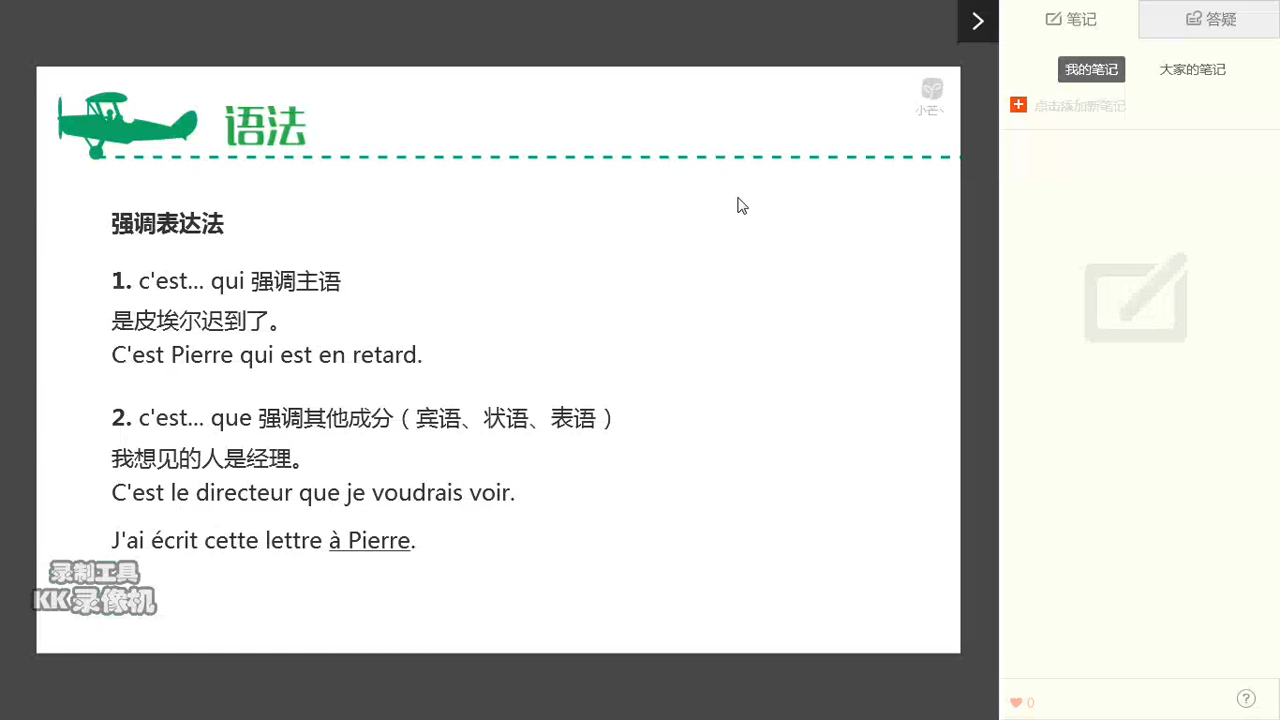 笔记
答疑
我的笔记
大家的笔记
点击添加新笔记
语法
强调表达法
1. c'est... qui 强调主语
是皮埃尔迟到了。
C'est Pierre qui est en retard.
2. c'est... que 强调其他成分（宾语、状语、表语）
我想见的人是经理。
C'est le directeur que je voudrais voir.
J'ai écrit cette lettre à Pierre.
录制工具
KK录像机
0